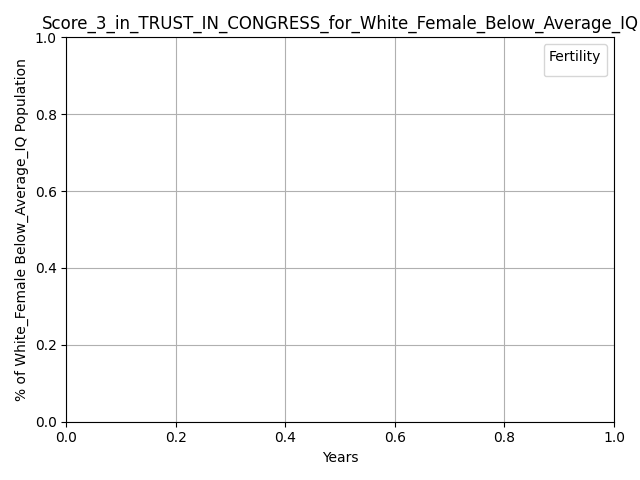 Score_3_in_TRUST_IN_CONGRESS_for_White_Female_Below_Average_IQ
Fertility
% of White_Female Below_Average_IQ Population
1.0
0.8
0.6
0.4
0.2
0.0
0.0 0.2 0.4 0.6 0.8 1.0
Years